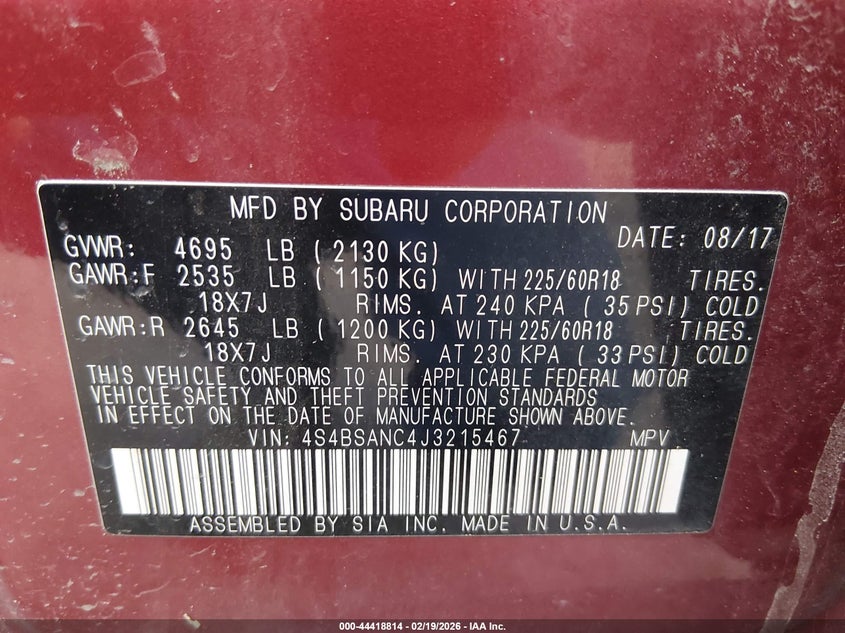 MFD BY SUBARU CORPORATION
DATE: 08/17
GVWR: 4695 LB ( 2130 KG)
GAWR:F 2535 LB ( 1150 KG) WITH 225/60R18 TIRES.
18X7J RIMS. AT 240 KPA ( 35 PSI) COLD
GAWR:R 2645 LB ( 1200 KG) WITH 225/60R18 TIRES.
18X7J RIMS. AT 230 KPA ( 33 PSI) COLD
THIS VEHICLE CONFORMS TO ALL APPLICABLE FEDERAL MOTOR
VEHICLE SAFETY AND THEFT PREVENTION STANDARDS
IN EFFECT ON THE DATE OF MANUFACTURE SHOWN ABOVE.
VIN: 4S4BSANC4J3215467 MPV
ASSEMBLED BY SIA INC. MADE IN U.S.A.
000-44418814 - 02/19/2026 - IAA Inc.